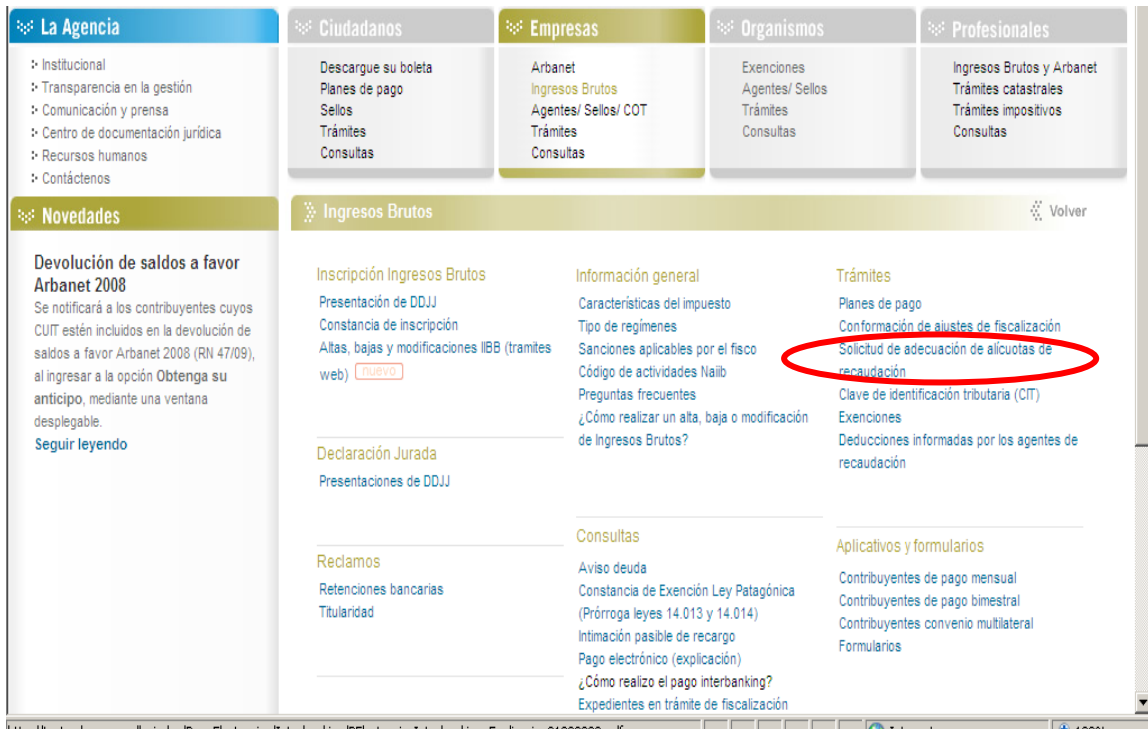 La Agencia
Institucional
Transparencia en la gestión
Comunicación y prensa
Centro de documentación jurídica
Recursos humanos
Contáctenos
Ciudadanos
Descargue su boleta
Planes de pago
Sellos
Trámites
Consultas
Empresas
Arbanet
Ingresos Brutos
Agentes/ Sellos/ COT
Trámites
Consultas
Organismos
Exenciones
Agentes/ Sellos
Trámites
Consultas
Profesionales
Ingresos Brutos y Arbanet
Trámites catastrales
Trámites impositivos
Consultas
Novedades
Devolución de saldos a favor
Arbanet 2008
Se notificará a los contribuyentes cuyos
CUIT estén incluidos en la devolución de
saldos a favor Arbanet 2008 (RN 47/09),
al ingresar a la opción Obtenga su
anticipo, mediante una ventana
desplegable.
Seguir leyendo
Ingresos Brutos
Volver
Inscripción Ingresos Brutos
Presentación de DDJJ
Constancia de inscripción
Altas, bajas y modificaciones IIBB (tramites
web) nuevo
Declaración Jurada
Presentaciones de DDJJ
Reclamos
Retenciones bancarias
Titularidad
Información general
Características del impuesto
Tipo de regímenes
Sanciones aplicables por el fisco
Código de actividades Naiib
Preguntas frecuentes
¿Cómo realizar un alta, baja o modificación
de Ingresos Brutos?
Consultas
Aviso deuda
Constancia de Exención Ley Patagónica
(Prórroga leyes 14.013 y 14.014)
Intimación pasible de recargo
Pago electrónico (explicación)
¿Cómo realizo el pago interbanking?
Expedientes en trámite de fiscalización
Trámites
Planes de pago
Conformación de ajustes de fiscalización
Solicitud de adecuación de alícuotas de
recaudación
Clave de identificación tributaria (CIT)
Exenciones
Deducciones informadas por los agentes de
recaudación
Aplicativos y formularios
Contribuyentes de pago mensual
Contribuyentes de pago bimestral
Contribuyentes convenio multilateral
Formularios